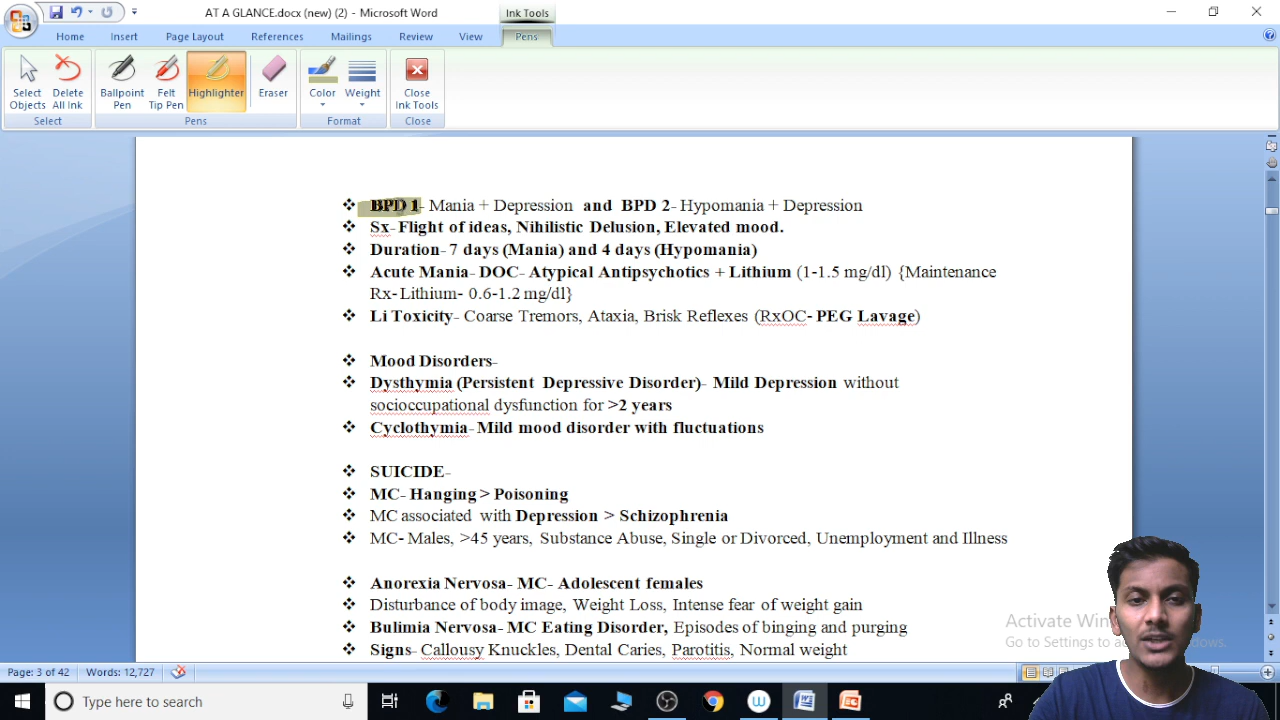 AT A GLANCE.docx (new) (2) - Microsoft Word
Ink Tools
Home Insert Page Layout References Mailings Review View Pens
Select Objects
Delete All Ink
Ballpoint Pen
Felt Tip Pen
Highlighter
Eraser
Color
Weight
Close Ink Tools
Select Pens Format Close
❖ BPD 1- Mania + Depression and BPD 2- Hypomania + Depression
❖ Sx- Flight of ideas, Nihilistic Delusion, Elevated mood.
❖ Duration- 7 days (Mania) and 4 days (Hypomania)
❖ Acute Mania- DOC- Atypical Antipsychotics + Lithium (1-1.5 mg/dl) {Maintenance
Rx- Lithium- 0.6-1.2 mg/dl}
❖ Li Toxicity- Coarse Tremors, Ataxia, Brisk Reflexes (RxOC- PEG Lavage)
❖ Mood Disorders-
❖ Dysthymia (Persistent Depressive Disorder)- Mild Depression without
socioccupational dysfunction for >2 years
❖ Cyclothymia- Mild mood disorder with fluctuations
❖ SUICIDE-
❖ MC- Hanging > Poisoning
❖ MC associated with Depression > Schizophrenia
❖ MC- Males, >45 years, Substance Abuse, Single or Divorced, Unemployment and Illness
❖ Anorexia Nervosa- MC- Adolescent females
❖ Disturbance of body image, Weight Loss, Intense fear of weight gain
❖ Bulimia Nervosa- MC Eating Disorder, Episodes of binging and purging
❖ Signs- Callousy Knuckles, Dental Caries, Parotitis, Normal weight
Activate Win
Go to Settings to a ows.
Page: 3 of 42 Words: 12,727
Type here to search